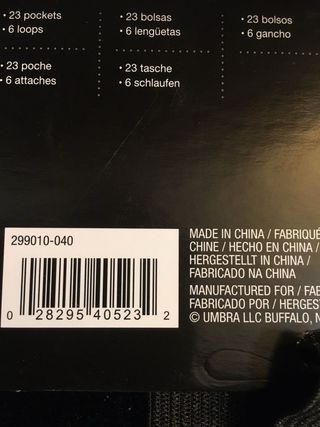 • 23 pockets
• 6 loops
• 23 bolsas
• 6 lengüetas
• 23 bolsos
• 6 gancho
• 23 poche
• 6 attaches
• 23 tasche
• 6 schlaufen
299010-040
0 28295 40523 2
MADE IN CHINA / FABRIQUÉ
CHINE / HECHO EN CHINA /
HERGESTELLT IN CHINA /
FABRICADO NA CHINA
MANUFACTURED FOR / FAB
FABRICADO POR / HERGEST
© UMBRA LLC BUFFALO, N